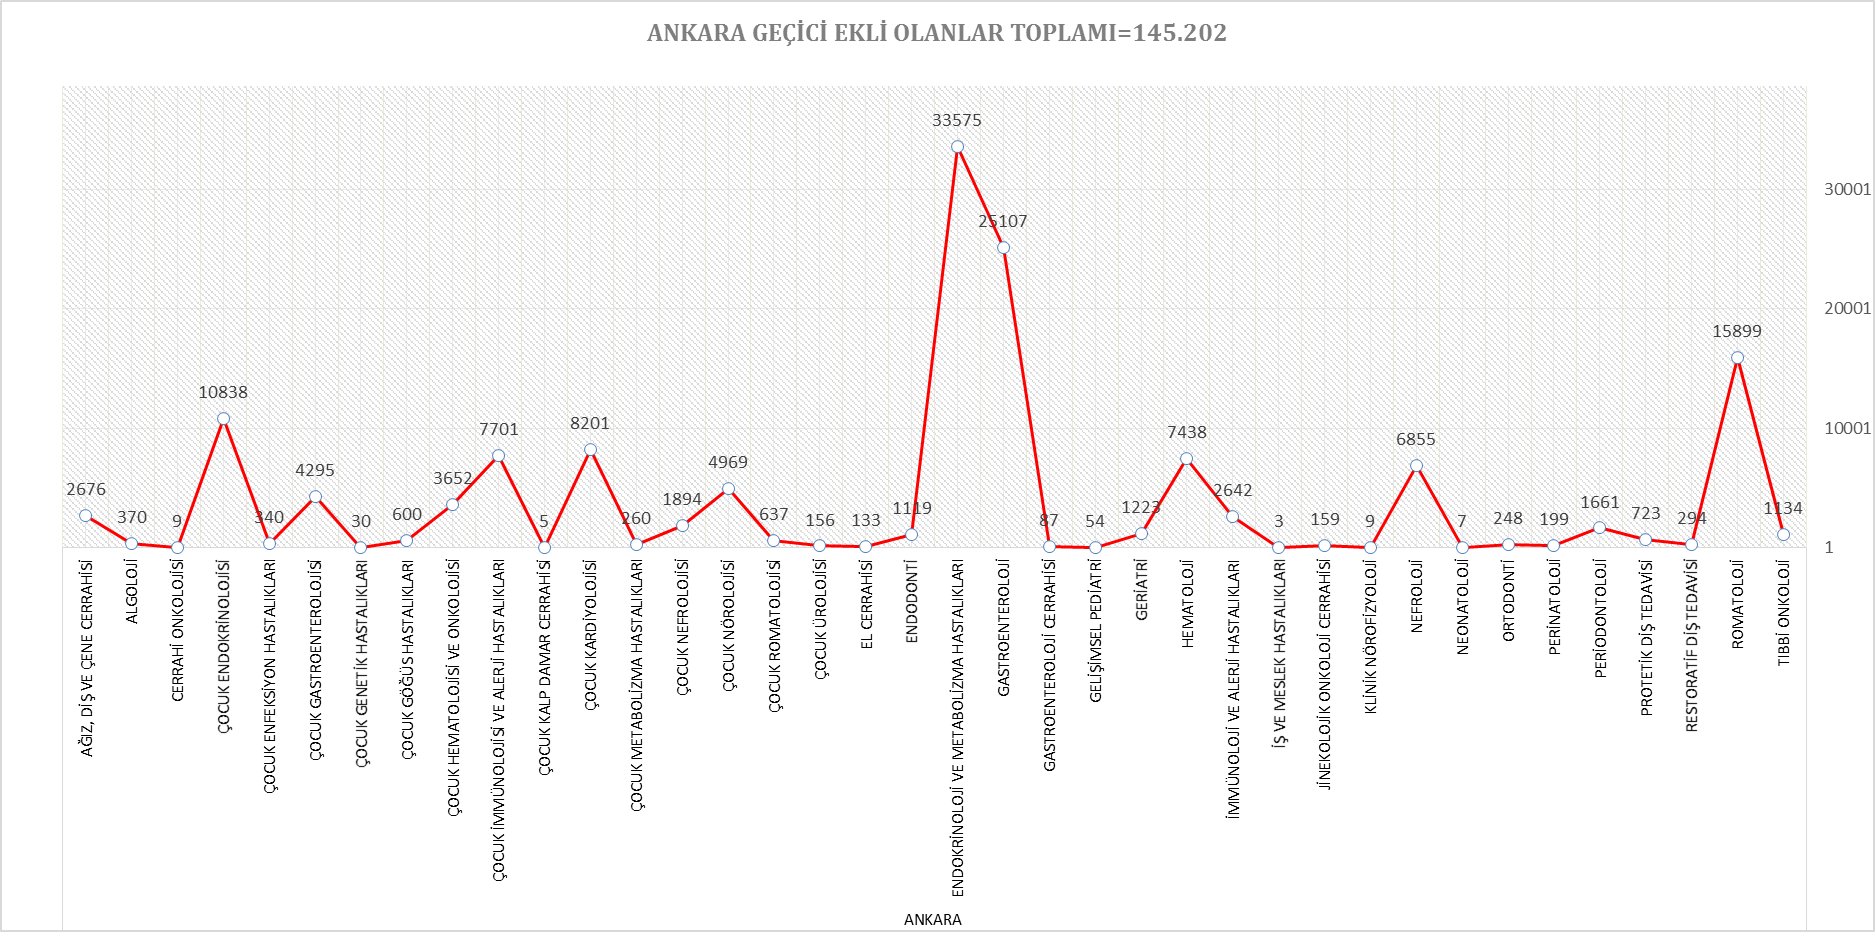 ANKARA GEÇİCİ EKLİ OLANLAR TOPLAMI=145.202
33575
30001
25107
20001
15899
10838
10001
8201
7701
7438
6855
4969
4295
3652
2676
2642
1894
1661
1223
1134
1119
723
637
600
370
340
294
260
248
199
159
156
133
87
54
30
9
9
7
5
3
1
AĞIZ, DİŞ VE ÇENE CERRAHİSİ
ALGOLOJİ
CERRAHİ ONKOLOJİSİ
ÇOCUK ENDOKRİNOLOJİSİ
ÇOCUK ENFEKSİYON HASTALIKLARI
ÇOCUK GASTROENTEROLOJİSİ
ÇOCUK GENETİK HASTALIKLARI
ÇOCUK GÖĞÜS HASTALIKLARI
ÇOCUK HEMATOLOJİSİ VE ONKOLOJİSİ
ÇOCUK İMMÜNOLOJİSİ VE ALERJİ HASTALIKLARI
ÇOCUK KALP DAMAR CERRAHİSİ
ÇOCUK KARDİYOLOJİSİ
ÇOCUK METABOLİZMA HASTALIKLARI
ÇOCUK NEFROLOJİSİ
ÇOCUK NÖROLOJİSİ
ÇOCUK ROMATOLOJİSİ
ÇOCUK ÜROLOJİSİ
EL CERRAHİSİ
ENDODONTİ
ENDOKRİNOLOJİ VE METABOLİZMA HASTALIKLARI
GASTROENTEROLOJİ
GASTROENTEROLOJİ CERRAHİSİ
GELİŞİMSEL PEDİATRİ
GERİATRİ
HEMATOLOJİ
İMMÜNOLOJİ VE ALERJİ HASTALIKLARI
İŞ VE MESLEK HASTALIKLARI
JİNEKOLOJİK ONKOLOJİ CERRAHİSİ
KLİNİK NÖROFİZYOLOJİ
NEFROLOJİ
NEONATOLOJİ
ORTODONTİ
PERİNATOLOJİ
PERİODONTOLOJİ
PROTETİK DİŞ TEDAVİSİ
RESTORATİF DİŞ TEDAVİSİ
ROMATOLOJİ
TIBBİ ONKOLOJİ
ANKARA